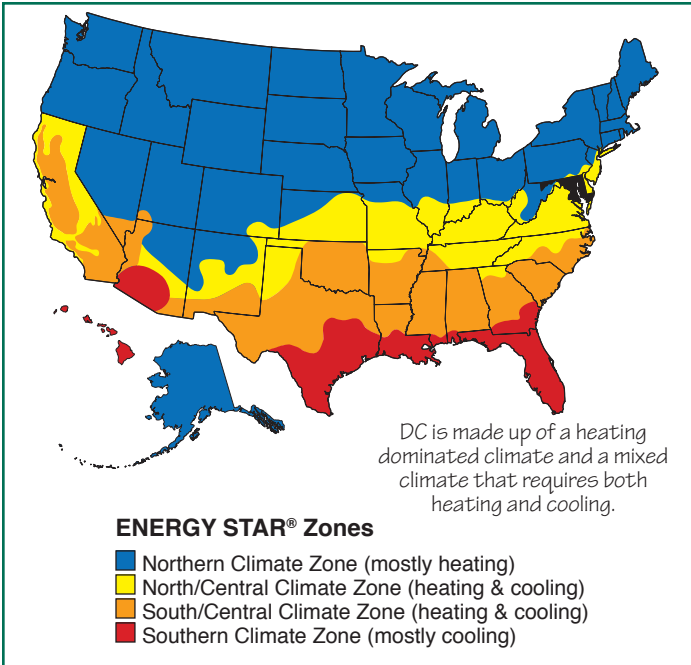 DC is made up of a heating
dominated climate and a mixed
climate that requires both
heating and cooling.
ENERGY STAR® Zones
Northern Climate Zone (mostly heating)
North/Central Climate Zone (heating & cooling)
South/Central Climate Zone (heating & cooling)
Southern Climate Zone (mostly cooling)